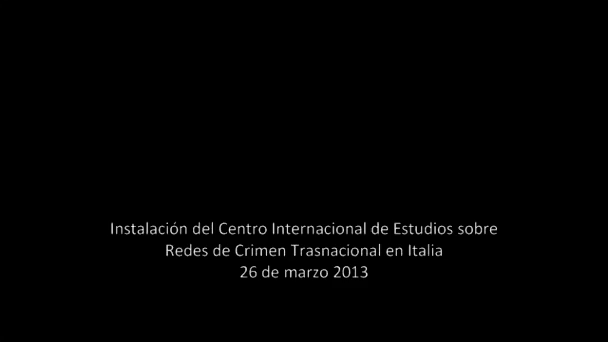 Instalación del Centro Internacional de Estudios sobre
Redes de Crimen Trasnacional en Italia
26 de marzo 2013